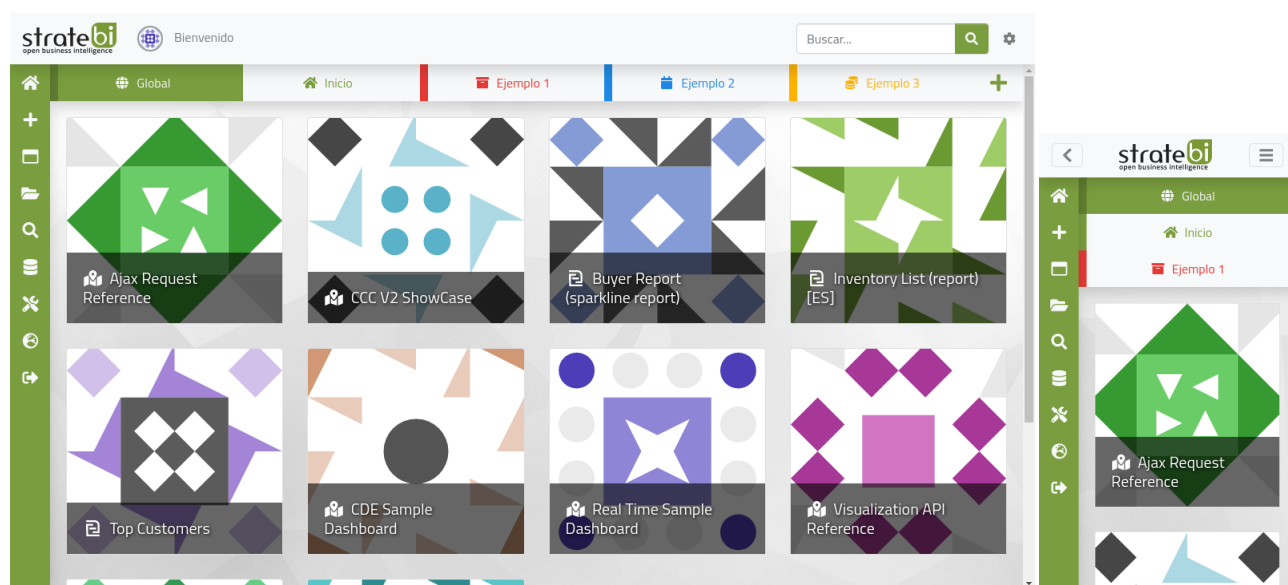 stratebi
open business intelligence
Bienvenido
Buscar...
Global
Inicio
Ejemplo 1
Ejemplo 2
Ejemplo 3
Ajax Request
Reference
CCC V2 ShowCase
Buyer Report
(sparkline report)
Inventory List (report)
[ES]
Top Customers
CDE Sample
Dashboard
Real Time Sample
Dashboard
Visualization API
Reference
stratebi
open business intelligence
Global
Inicio
Ejemplo 1
Ajax Request
Reference